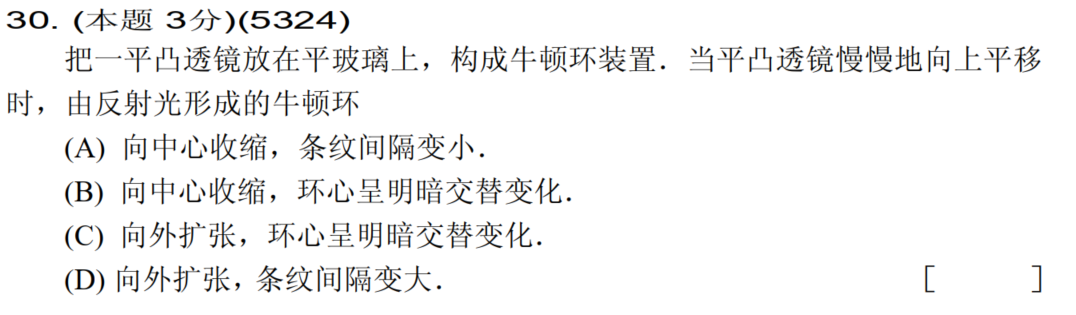 30. (本题 3分)(5324)
把一平凸透镜放在平玻璃上，构成牛顿环装置．当平凸透镜慢慢地向上平移
时，由反射光形成的牛顿环
(A) 向中心收缩，条纹间隔变小．
(B) 向中心收缩，环心呈明暗交替变化．
(C) 向外扩张，环心呈明暗交替变化．
(D) 向外扩张，条纹间隔变大． [ ]